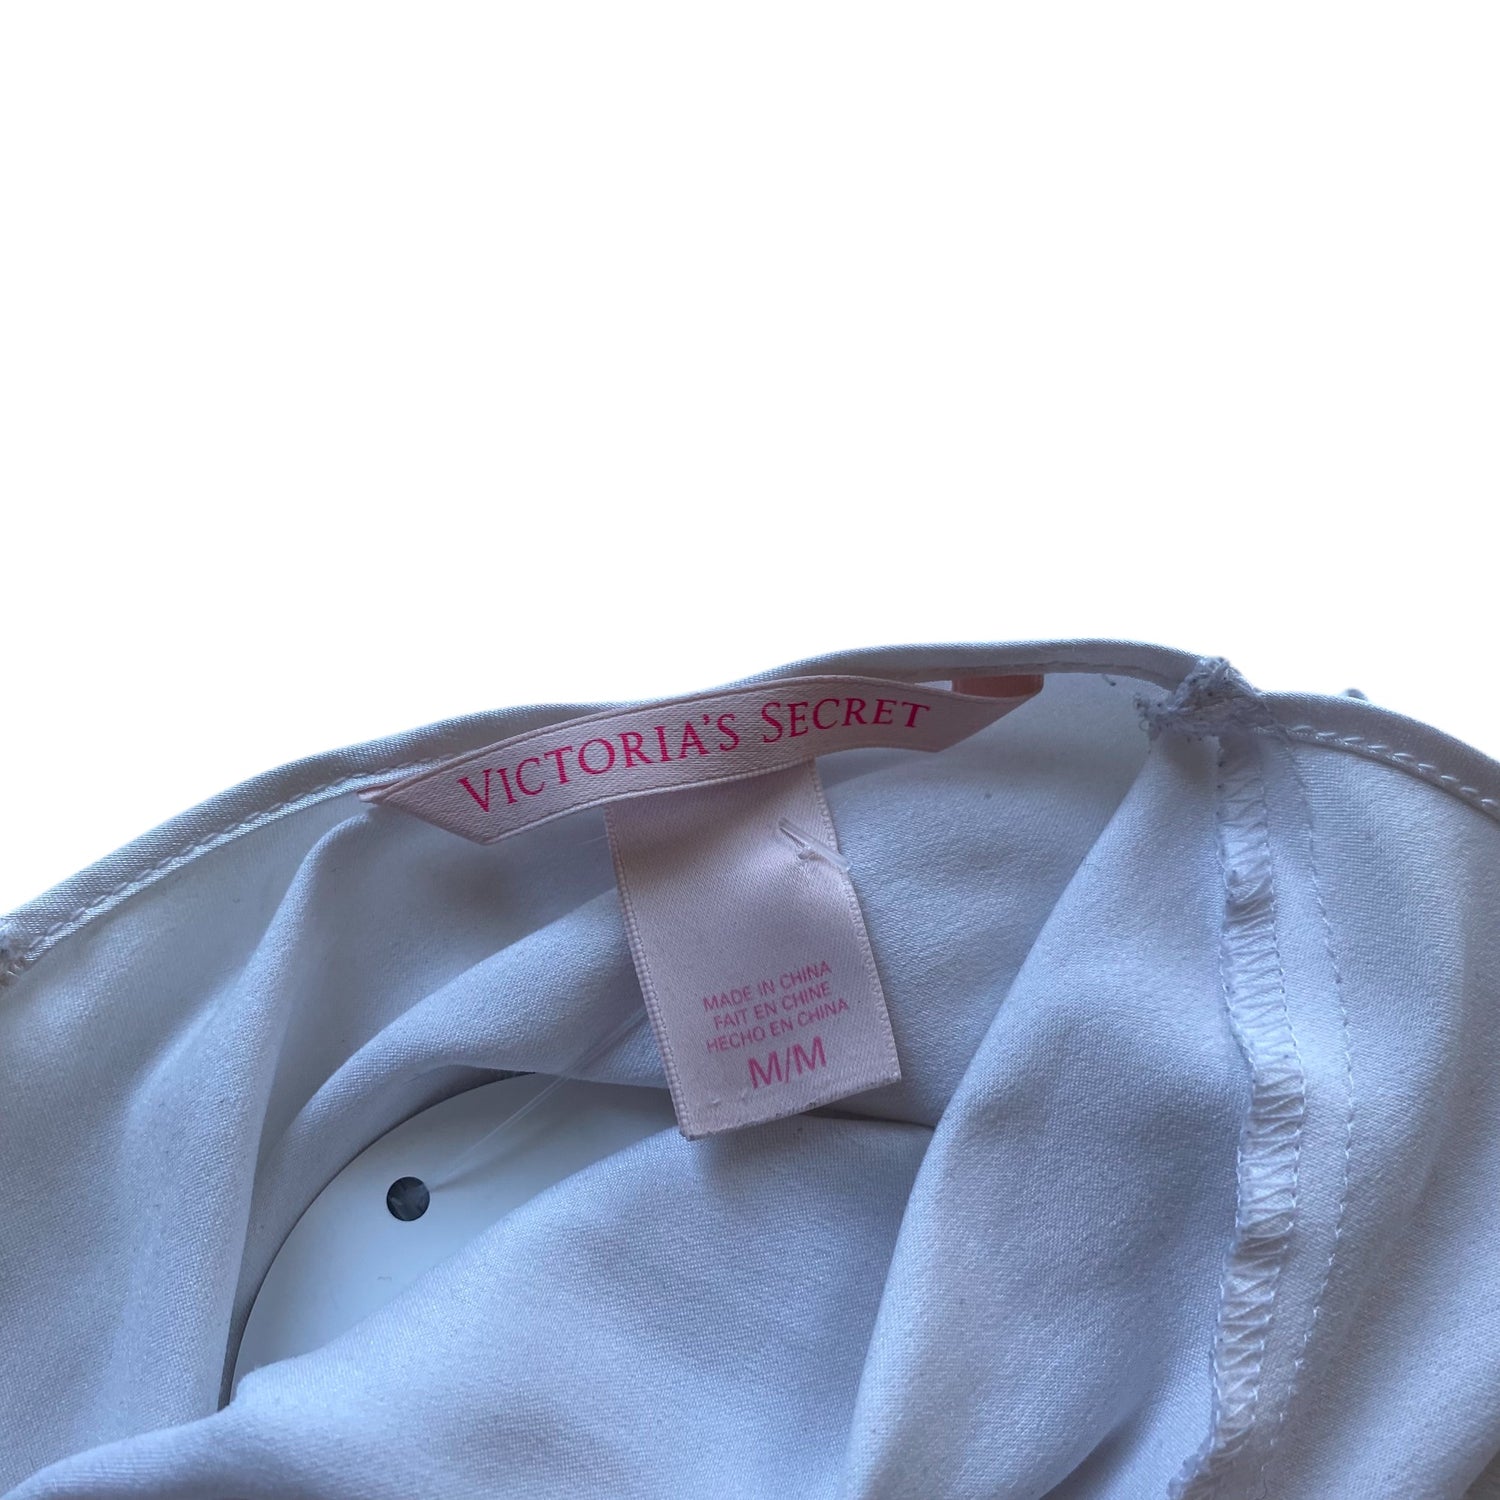 VICTORIA'S SECRET
MADE IN CHINA
FAIT EN CHINE
HECHO EN CHINA
M/M